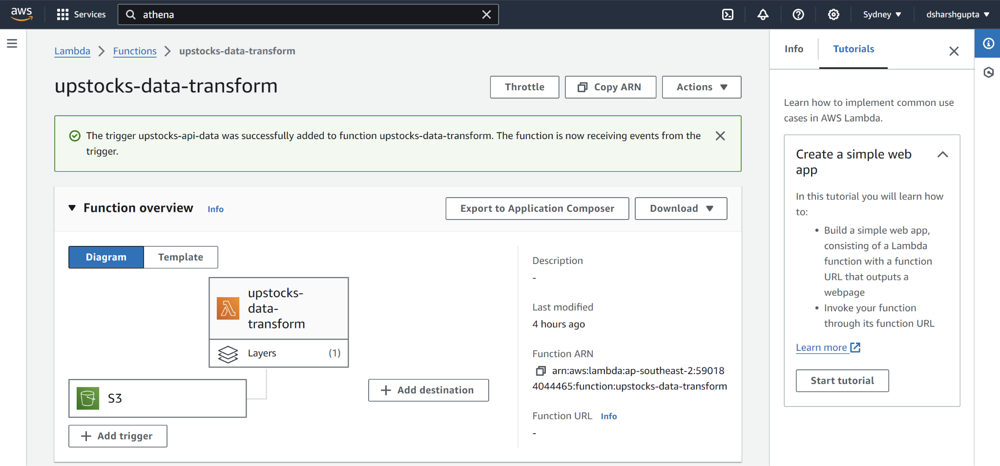 aws
Services
athena
Sydney
dsharshgupta
Lambda
Functions
upstocks-data-transform
upstocks-data-transform
Throttle
Copy ARN
Actions
The trigger upstocks-api-data was successfully added to function upstocks-data-transform. The function is now receiving events from the
trigger.
Function overview
Info
Export to Application Composer
Download
Diagram
Template
upstocks-
data-
transform
Layers
(1)
S3
Add trigger
Add destination
Description
-
Last modified
4 hours ago
Function ARN
arn:aws:lambda:ap-southeast-2:59018
4044465:function:upstocks-data-transform
Function URL Info
-
Info
Tutorials
Learn how to implement common use
cases in AWS Lambda.
Create a simple web
app
In this tutorial you will learn how
to:
• Build a simple web app,
consisting of a Lambda
function with a function
URL that outputs a
webpage
• Invoke your function
through its function URL
Learn more
Start tutorial